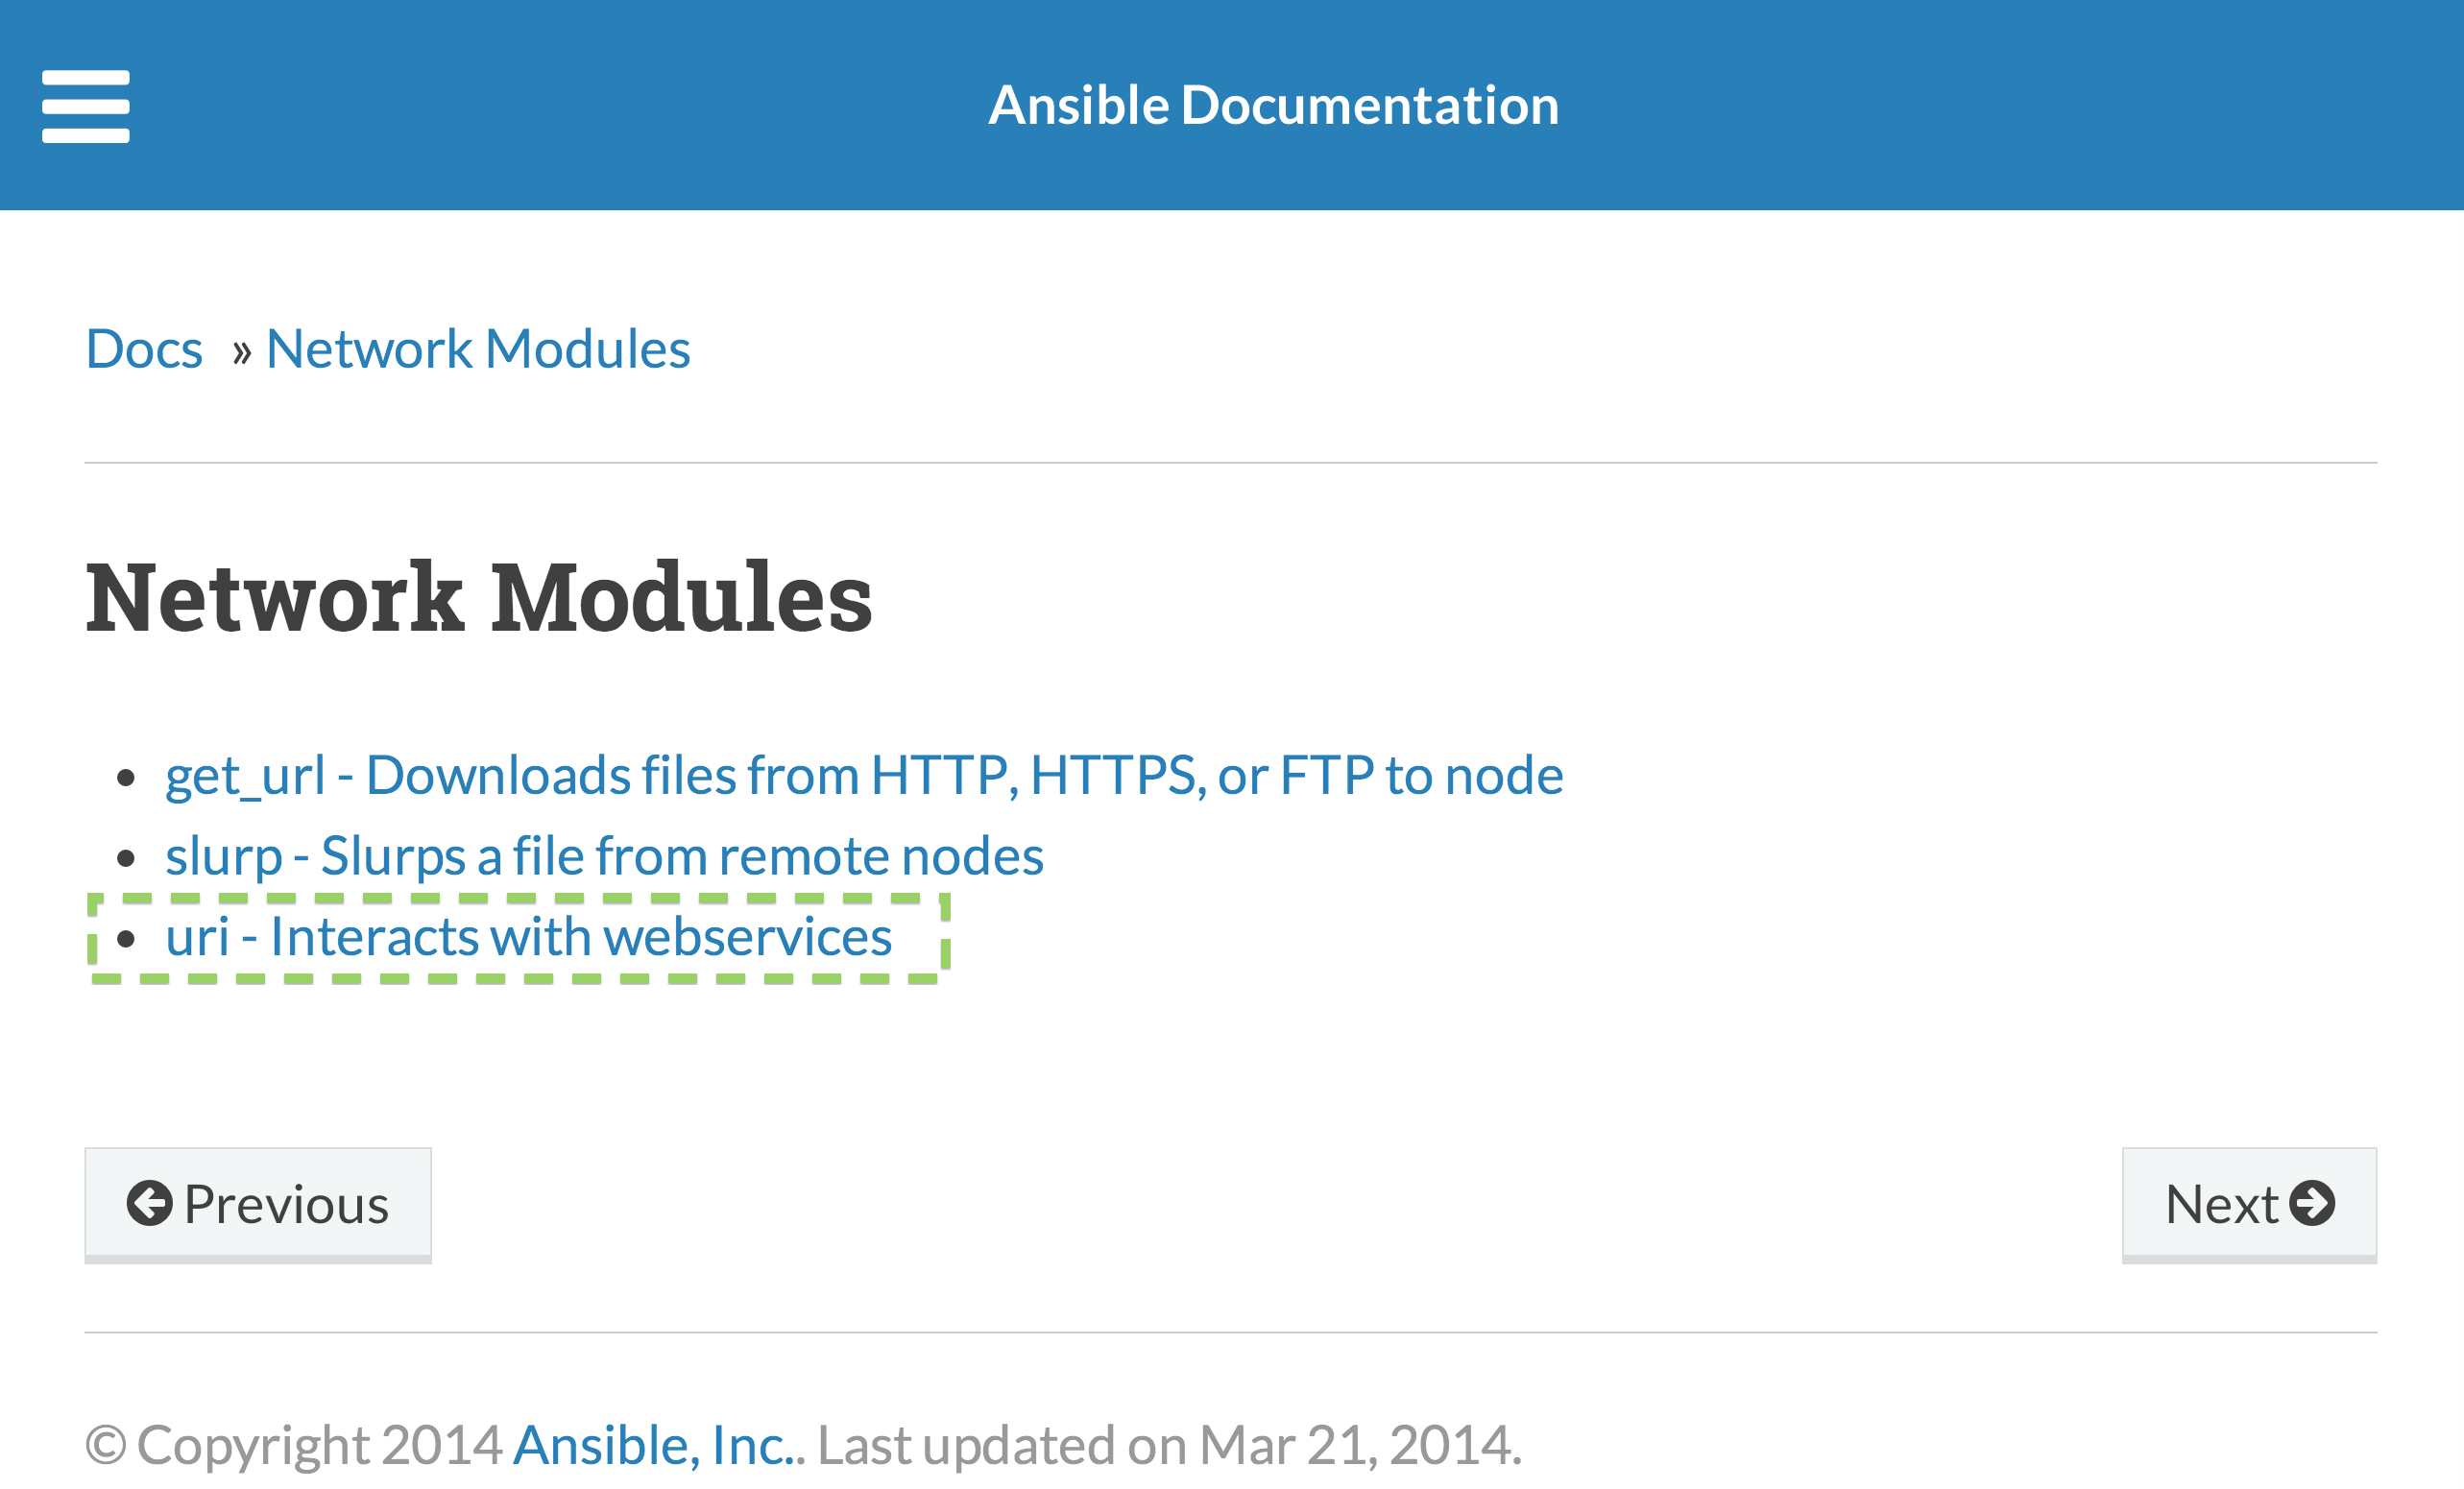 Ansible Documentation
Docs » Network Modules
Network Modules
• get_url - Downloads files from HTTP, HTTPS, or FTP to node
• slurp - Slurps a file from remote nodes
• uri - Interacts with webservices
Previous
Next
© Copyright 2014 Ansible, Inc.. Last updated on Mar 21, 2014.